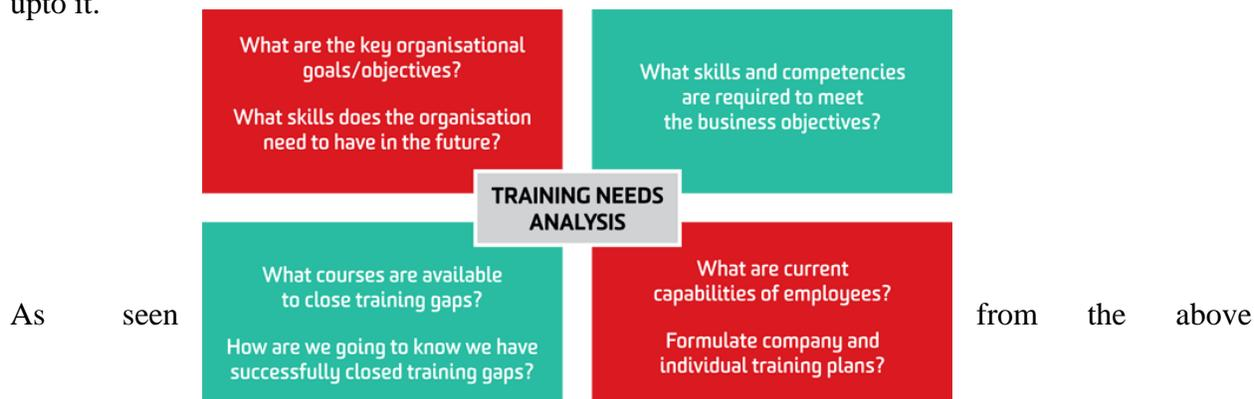 upto it.
What are the key organisational
goals/objectives?
What skills does the organisation
need to have in the future?
What skills and competencies
are required to meet
the business objectives?
TRAINING NEEDS
ANALYSIS
What courses are available
to close training gaps?
How are we going to know we have
successfully closed training gaps?
What are current
capabilities of employees?
Formulate company and
individual training plans?
As seen from the above